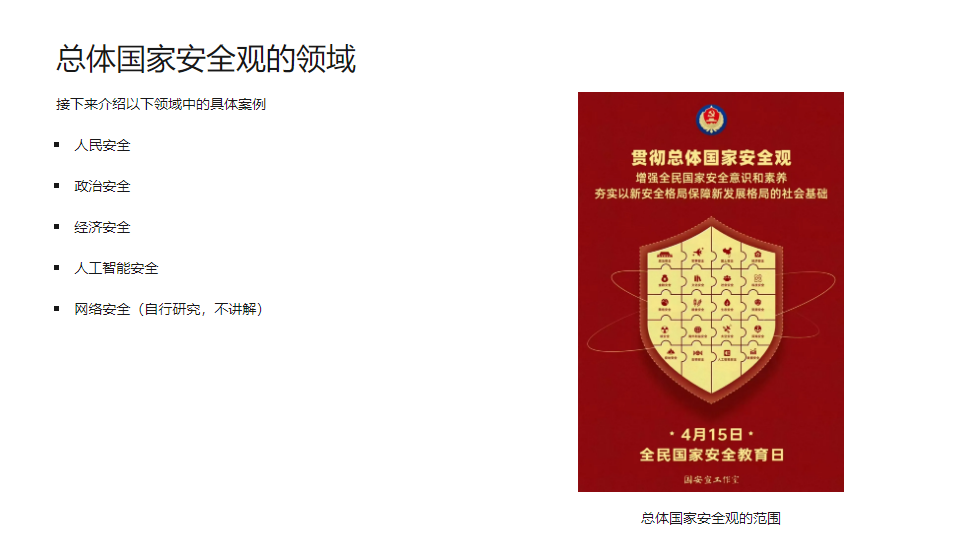 总体国家安全观的领域
接下来介绍以下领域中的具体案例
人民安全
政治安全
经济安全
人工智能安全
网络安全（自行研究，不讲解）
贯彻总体国家安全观
增强全民国家安全意识和素养
夯实以新安全格局保障新发展格局的社会基础
·4月15日·
全民国家安全教育日
国安宣工作室
总体国家安全观的范围